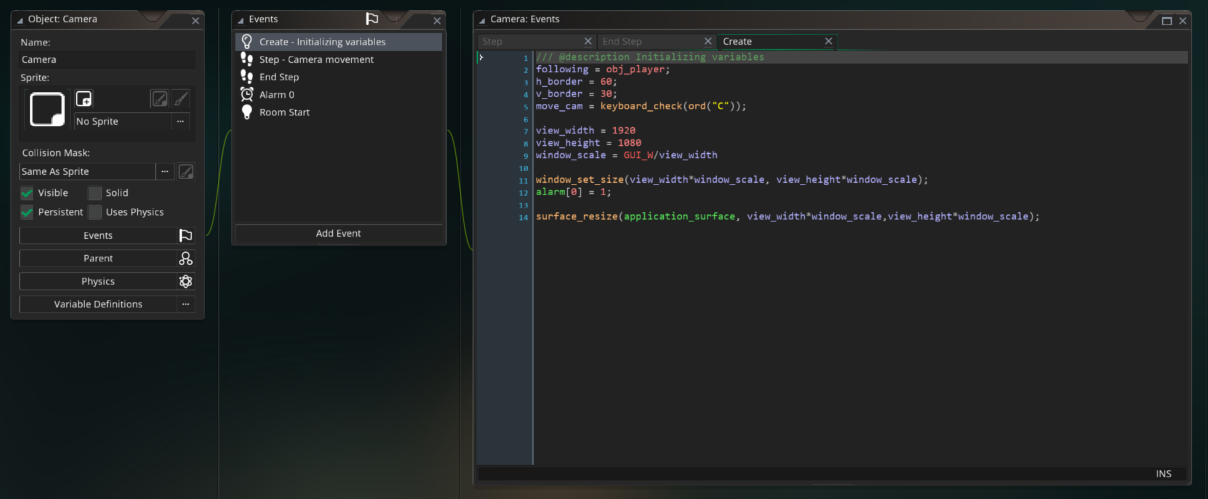 Object: Camera
Name:
Camera
Sprite:
No Sprite
...
Collision Mask:
Same As Sprite
...
Visible
Solid
Persistent
Uses Physics
Events
Parent
Physics
Variable Definitions
...
Events
Create - Initializing variables
Step - Camera movement
End Step
Alarm 0
Room Start
Add Event
Camera: Events
Step
End Step
Create
1 /// @description Initializing variables
2 following = obj_player;
3 h_border = 60;
4 v_border = 30;
5 move_cam = keyboard_check(ord("C"));
6
7 view_width = 1920
8 view_height = 1080
9 window_scale = GUI_W/view_width
10
11 window_set_size(view_width*window_scale, view_height*window_scale);
12 alarm[0] = 1;
13
14 surface_resize(application_surface, view_width*window_scale,view_height*window_scale);
INS